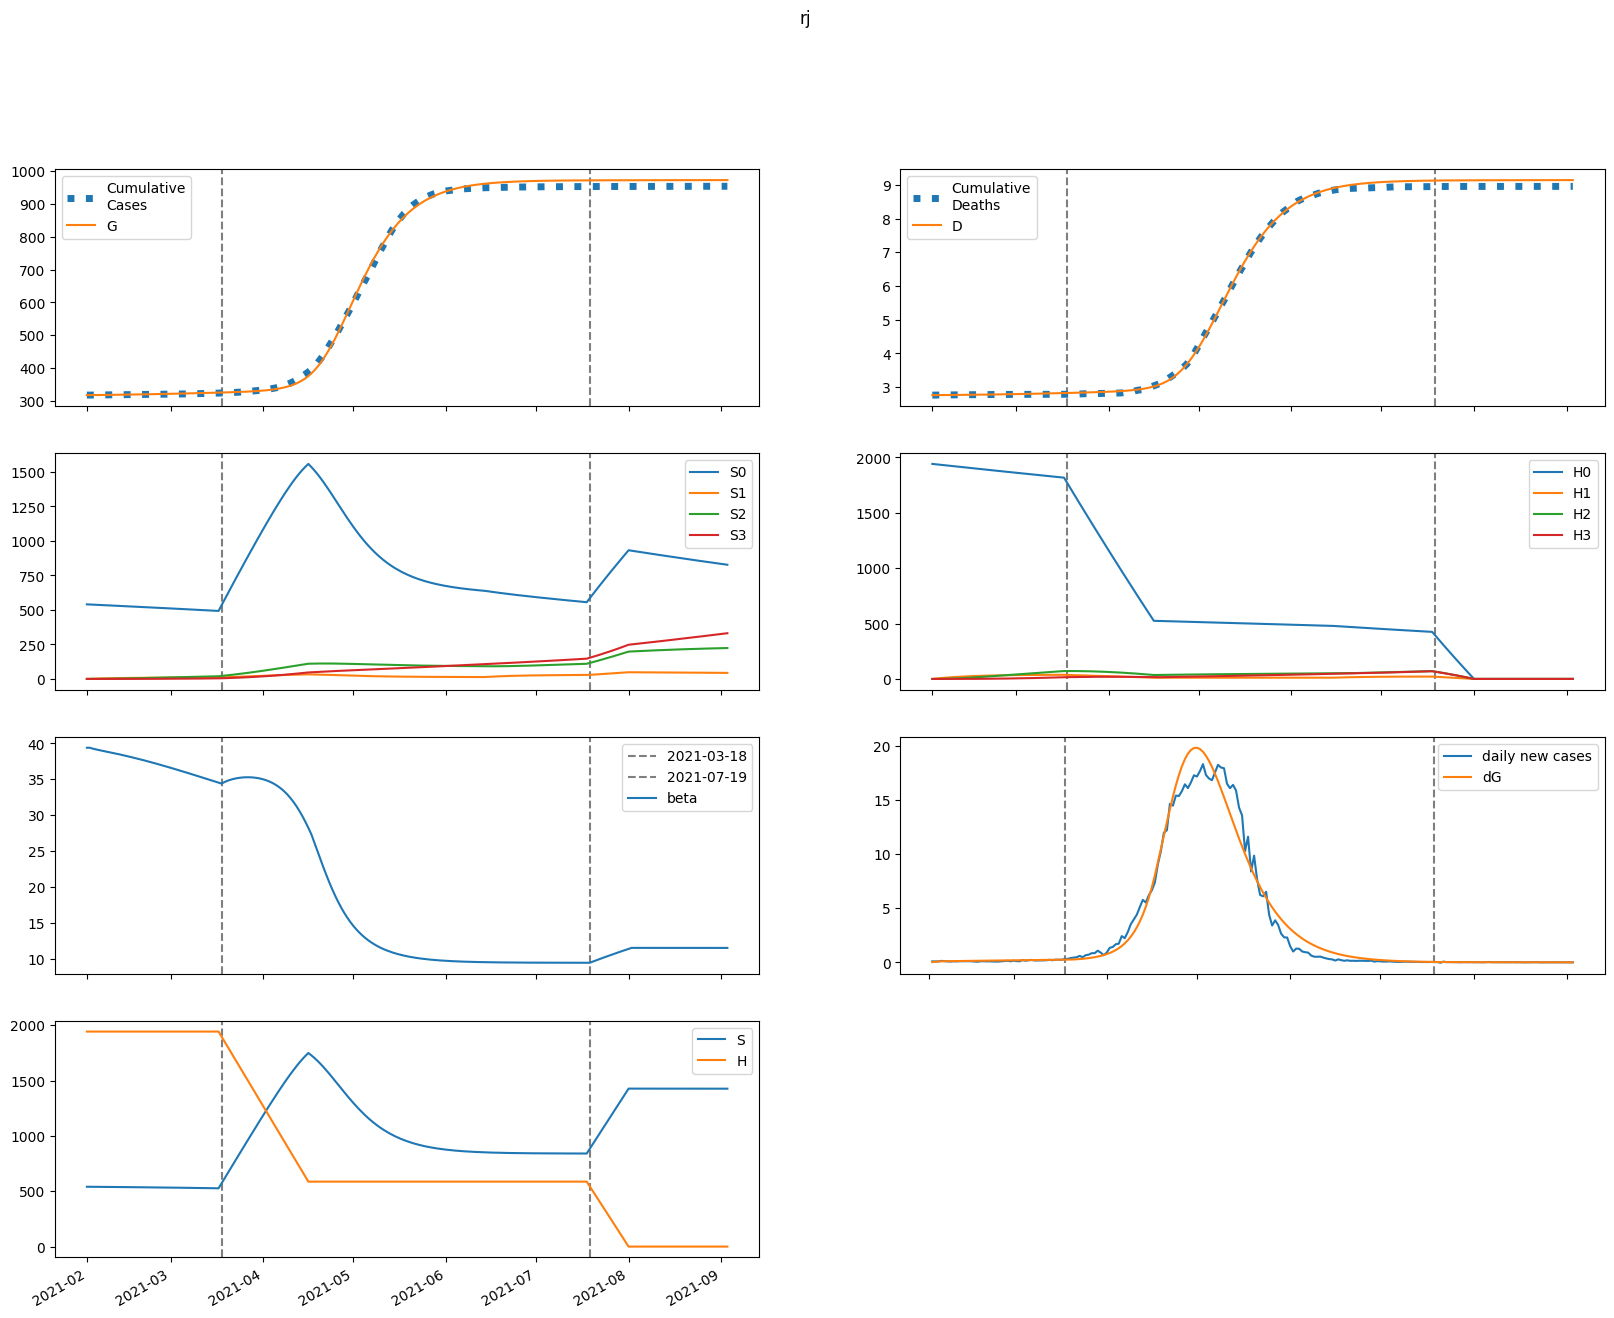 rj
1000
900
800
700
600
500
400
300
Cumulative
Cases
G
9
8
7
6
5
4
3
Cumulative
Deaths
D
1500
1250
1000
750
500
250
0
S0
S1
S2
S3
2000
1500
1000
500
0
H0
H1
H2
H3
40
35
30
25
20
15
10
2021-03-18
2021-07-19
beta
20
15
10
5
0
daily new cases
dG
2000
1500
1000
500
0
S
H
2021-02
2021-03
2021-04
2021-05
2021-06
2021-07
2021-08
2021-09